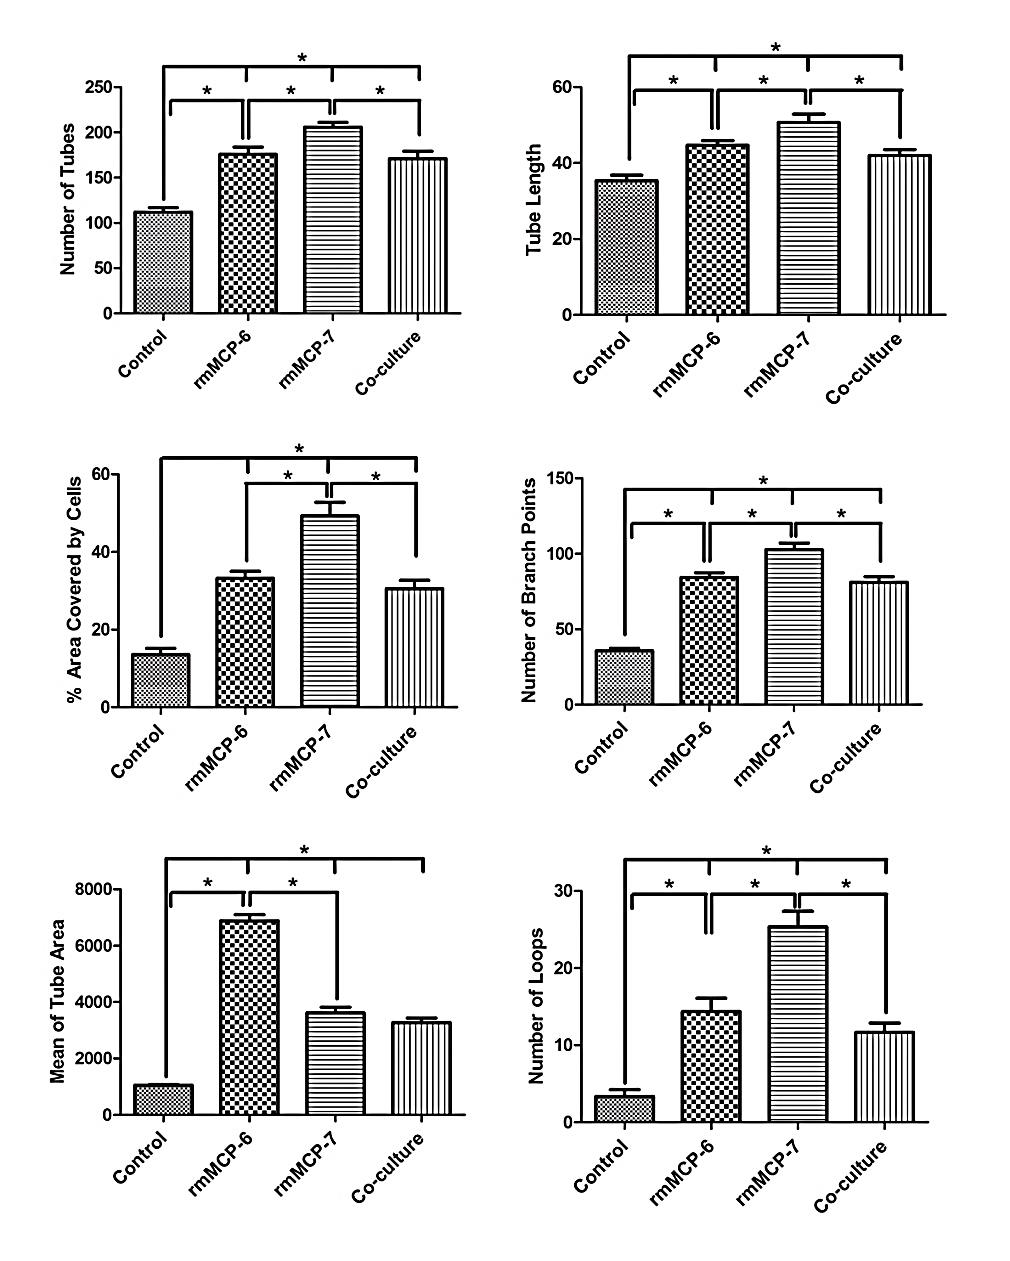 *
* * *
Number of Tubes
250
200
150
100
50
0
Control
rmMCP-6
rmMCP-7
Co-culture
*
* * *
Tube Length
60
40
20
0
Control
rmMCP-6
rmMCP-7
Co-culture
*
* *
% Area Covered by Cells
60
40
20
0
Control
rmMCP-6
rmMCP-7
Co-culture
*
* * *
Number of Branch Points
150
100
50
0
Control
rmMCP-6
rmMCP-7
Co-culture
*
* *
Mean of Tube Area
8000
6000
4000
2000
0
Control
rmMCP-6
rmMCP-7
Co-culture
*
* * *
Number of Loops
30
20
10
0
Control
rmMCP-6
rmMCP-7
Co-culture